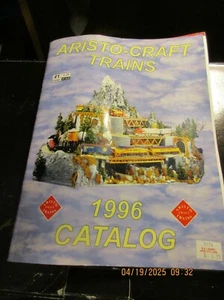 ARISTO-CRAFT
TRAINS
1996
CATALOG
04/19/2025 09:32